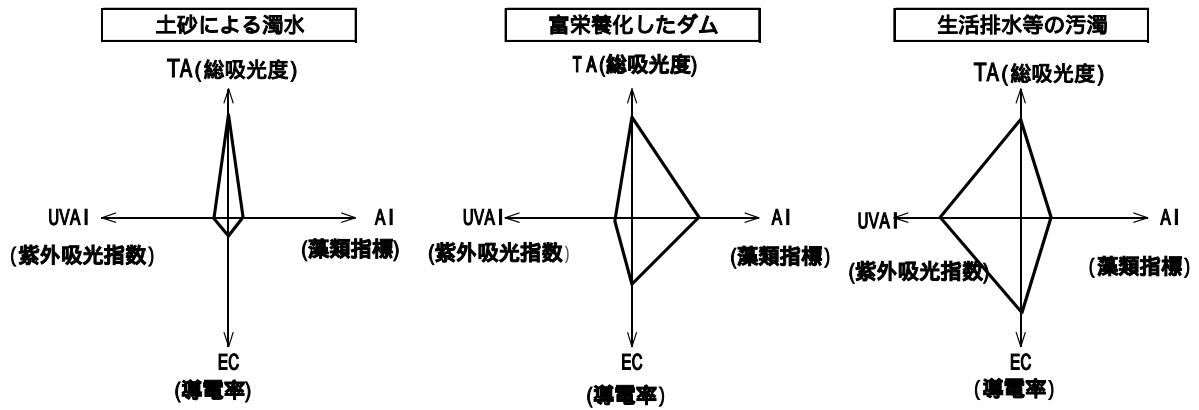 土砂による濁水
TA(総吸光度)
UVAI
(紫外吸光指数)
AI
(藻類指標)
EC
(導電率)
富栄養化したダム
TA(総吸光度)
UVAI
(紫外吸光指数)
AI
(藻類指標)
EC
(導電率)
生活排水等の汚濁
TA(総吸光度)
UVAI
(紫外吸光指数)
AI
(藻類指標)
EC
(導電率)